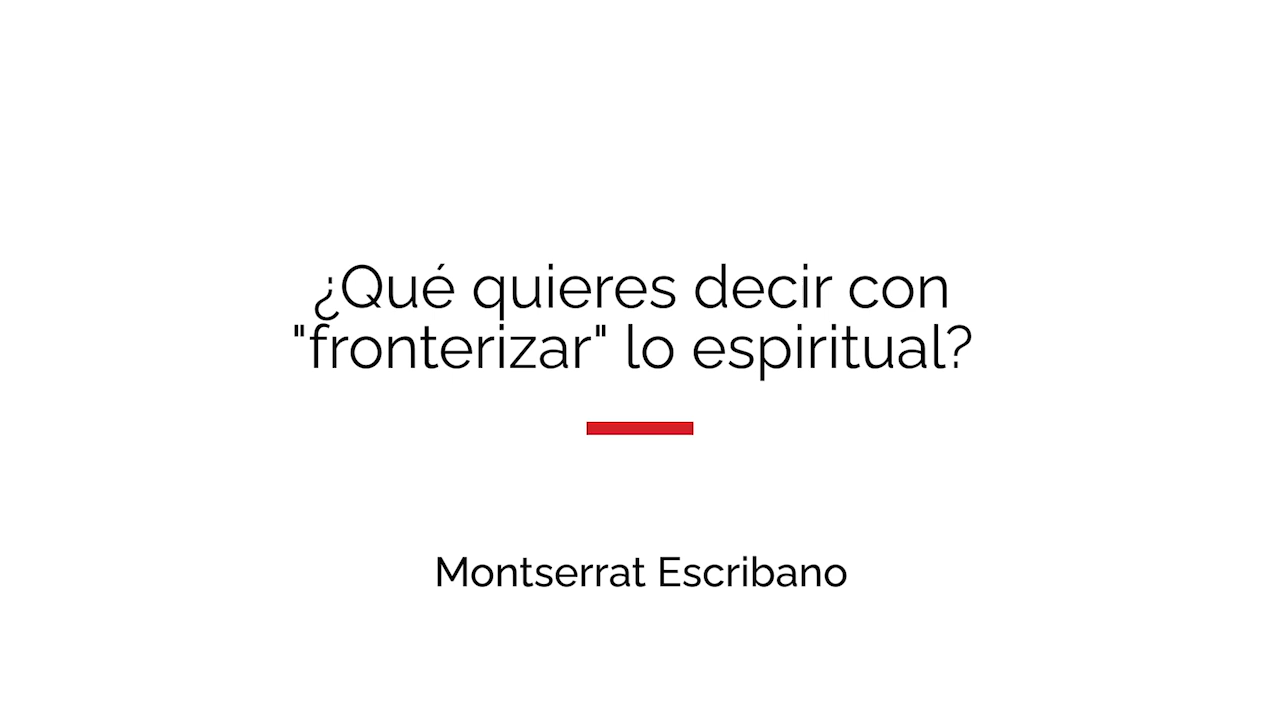 ¿Qué quieres decir con
"fronterizar" lo espiritual?
Montserrat Escribano